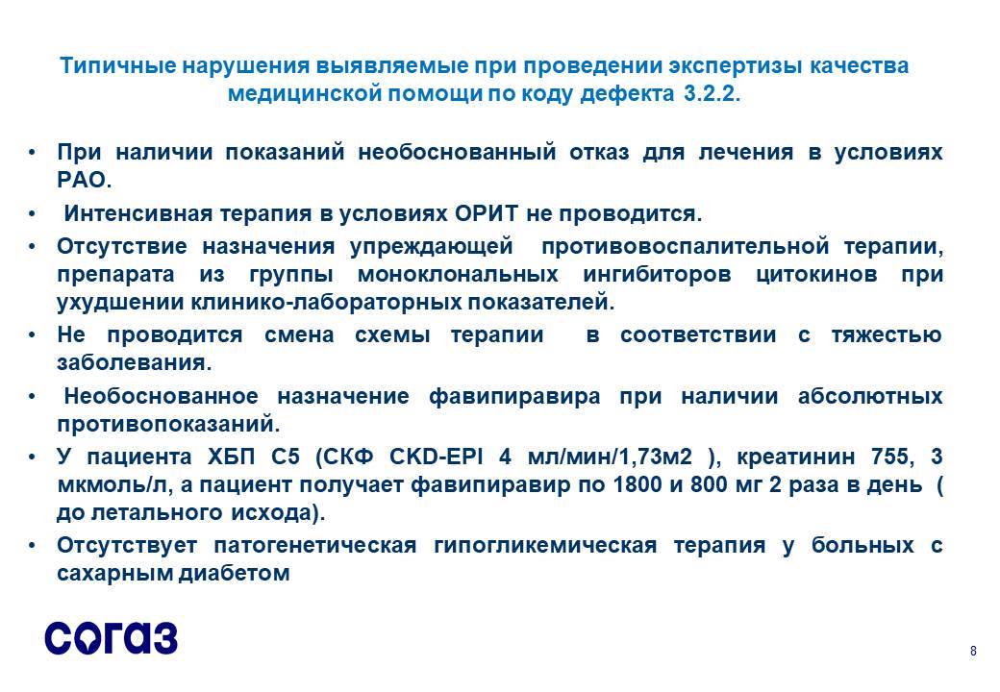 Типичные нарушения выявляемые при проведении экспертизы качества
медицинской помощи по коду дефекта 3.2.2.
• При наличии показаний необоснованный отказ для лечения в условиях
РАО.
• Интенсивная терапия в условиях ОРИТ не проводится.
• Отсутствие назначения упреждающей противовоспалительной терапии,
препарата из группы моноклональных ингибиторов цитокинов при
ухудшении клинико-лабораторных показателей.
• Не проводится смена схемы терапии в соответствии с тяжестью
заболевания.
• Необоснованное назначение фавипиравира при наличии абсолютных
противопоказаний.
• У пациента ХБП С5 (СКФ CKD-EPI 4 мл/мин/1,73м2 ), креатинин 755, 3
мкмоль/л, а пациент получает фавипиравир по 1800 и 800 мг 2 раза в день (
до летального исхода).
• Отсутствует патогенетическая гипогликемическая терапия у больных с
сахарным диабетом
согаз
8